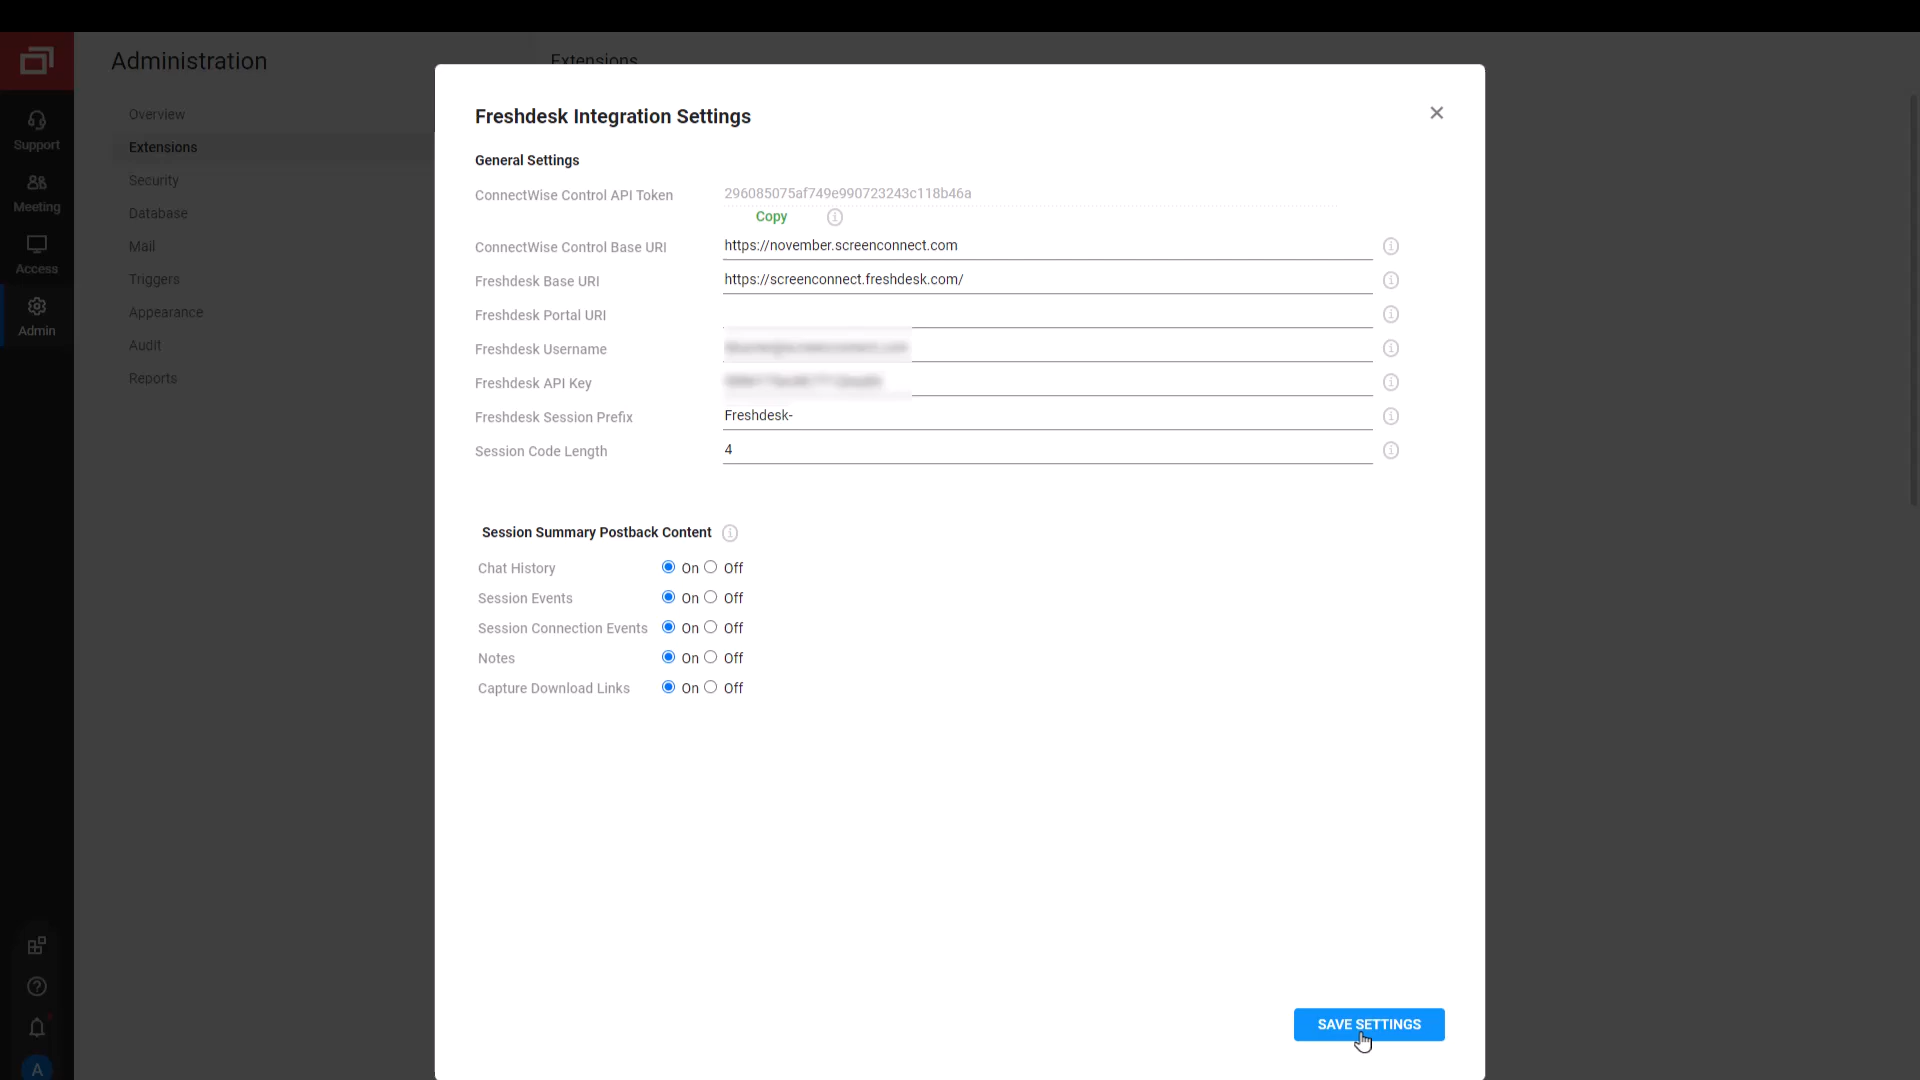 Administration
Extensions
Support
Meeting
Access
Admin
Overview
Extensions
Security
Database
Mail
Triggers
Appearance
Audit
Reports
A
Freshdesk Integration Settings
General Settings
ConnectWise Control API Token 296085075af749e990723243c118b46a
Copy
ConnectWise Control Base URI https://november.screenconnect.com
Freshdesk Base URI https://screenconnect.freshdesk.com/
Freshdesk Portal URI
Freshdesk Username
Freshdesk API Key
Freshdesk Session Prefix Freshdesk-
Session Code Length 4
Session Summary Postback Content
Chat History On Off
Session Events On Off
Session Connection Events On Off
Notes On Off
Capture Download Links On Off
SAVE SETTINGS